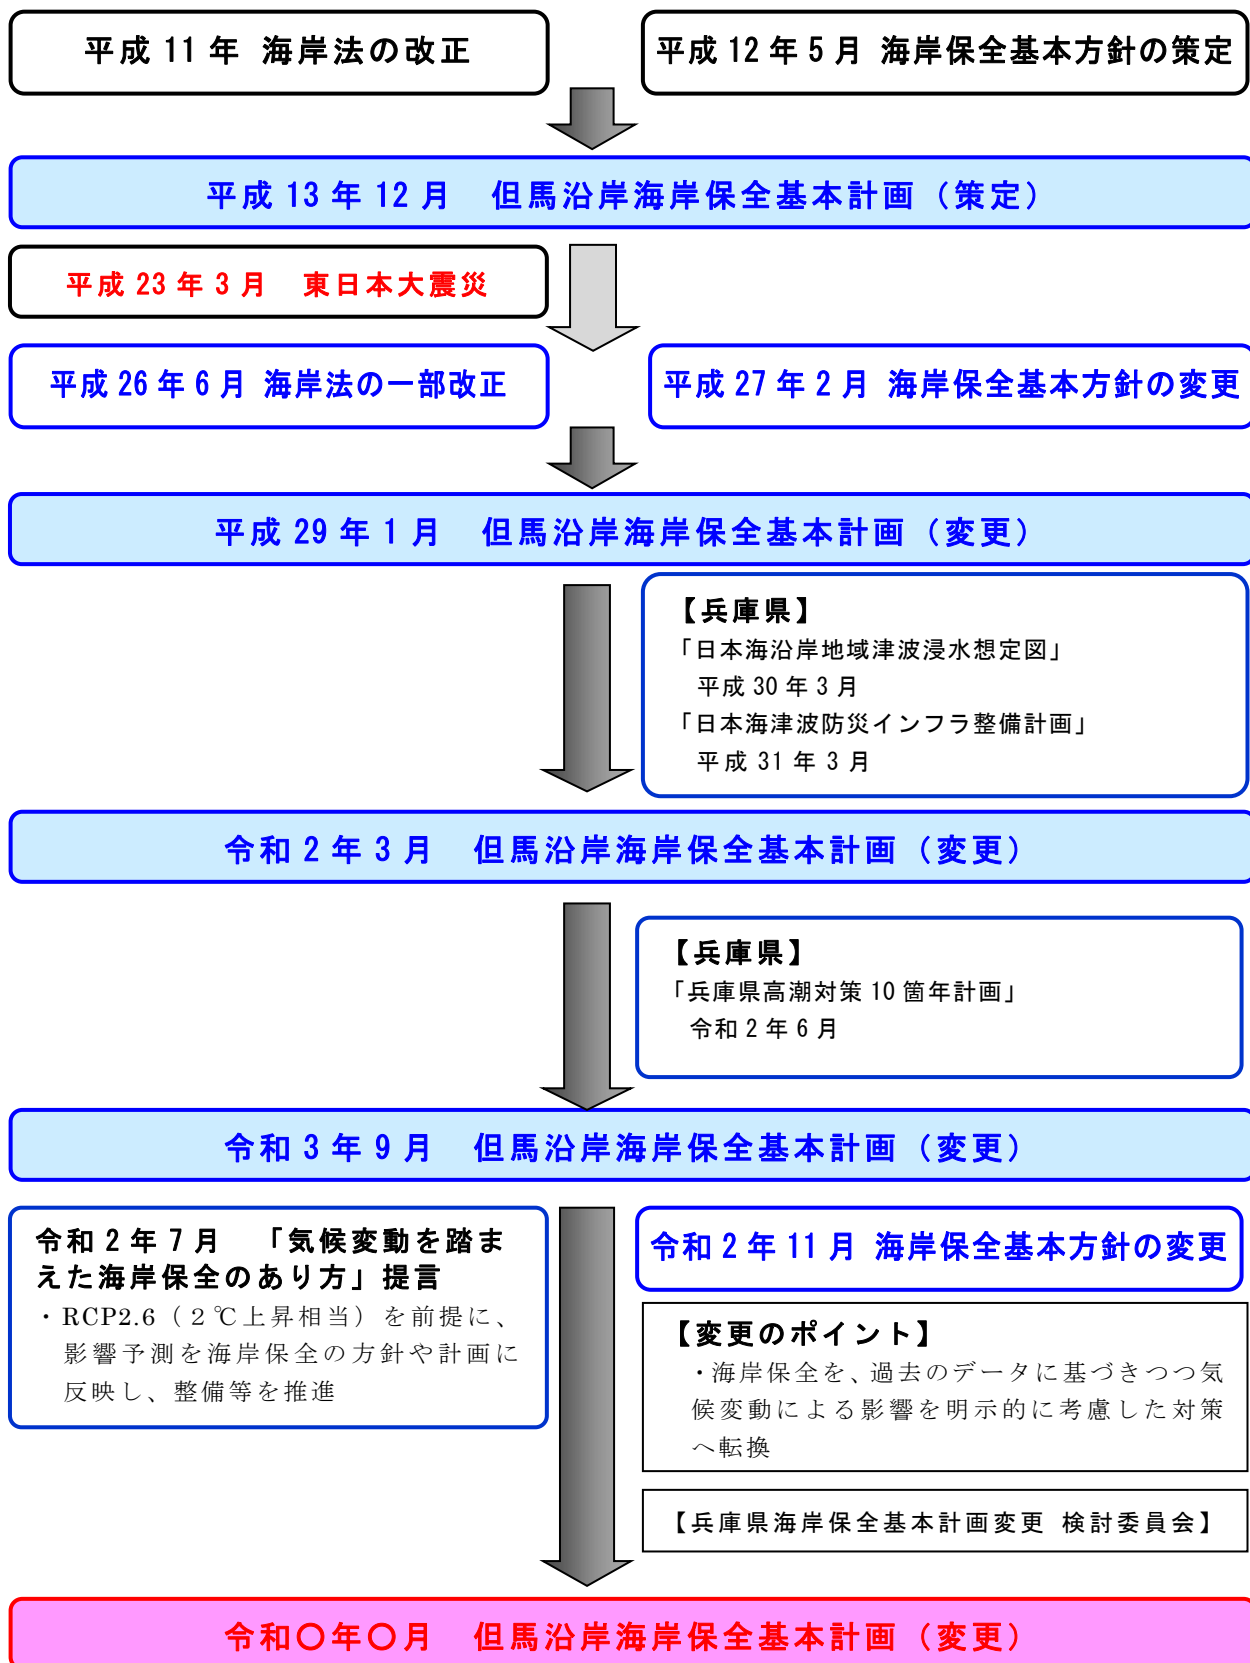 平成 11 年 海岸法の改正
平成 12 年 5 月 海岸保全基本方針の策定
平成 13 年 12 月　但馬沿岸海岸保全基本計画（策定）
平成 23 年 3 月　東日本大震災
平成 26 年 6 月 海岸法の一部改正
平成 27 年 2 月 海岸保全基本方針の変更
平成 29 年 1 月　但馬沿岸海岸保全基本計画（変更）
【兵庫県】
「日本海沿岸地域津波浸水想定図」
平成 30 年 3 月
「日本海津波防災インフラ整備計画」
平成 31 年 3 月
令和 2 年 3 月　但馬沿岸海岸保全基本計画（変更）
【兵庫県】
「兵庫県高潮対策 10 箇年計画」
令和 2 年 6 月
令和 3 年 9 月　但馬沿岸海岸保全基本計画（変更）
令和 2 年 7 月　「気候変動を踏ま
えた海岸保全のあり方」提言
・RCP2.6（２℃上昇相当）を前提に、
影響予測を海岸保全の方針や計画に
反映し、整備等を推進
令和 2 年 11 月 海岸保全基本方針の変更
【変更のポイント】
・海岸保全を、過去のデータに基づきつつ気
候変動による影響を明示的に考慮した対策
へ転換
【兵庫県海岸保全基本計画変更 検討委員会】
令和〇年〇月　但馬沿岸海岸保全基本計画（変更）